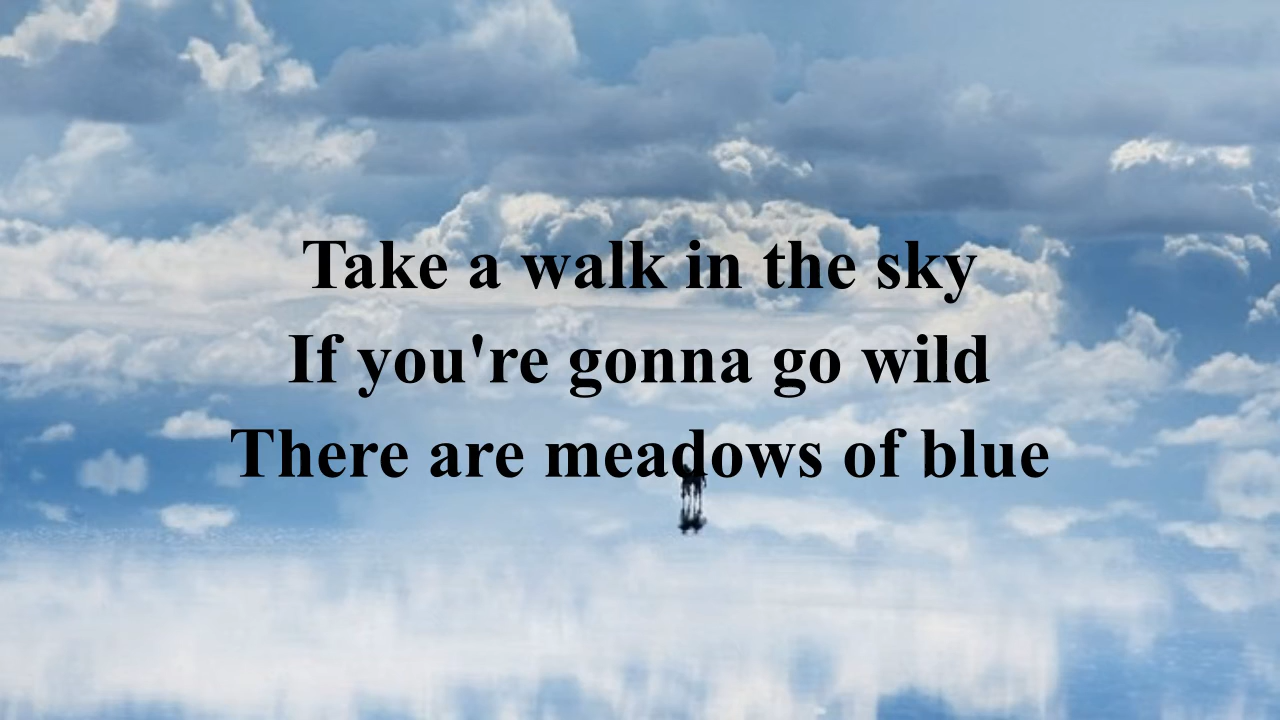 Take a walk in the sky
If you're gonna go wild
There are meadows of blue